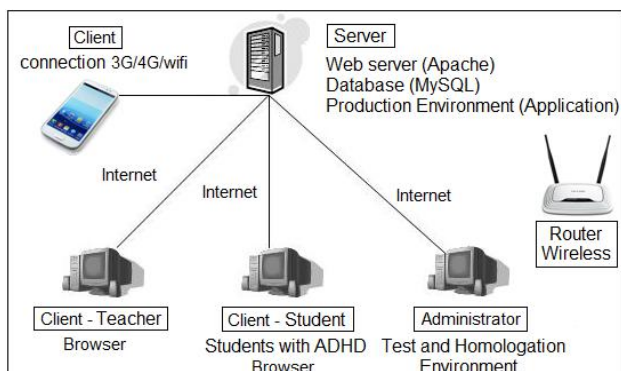 Client
connection 3G/4G/wifi
Server
Web server (Apache)
Database (MySQL)
Production Environment (Application)
Internet
Internet
Internet
Router
Wireless
Client - Teacher
Browser
Client - Student
Students with ADHD
Browser
Administrator
Test and Homologation
Environment